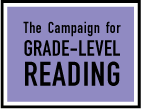 The Campaign for
GRADE-LEVEL
READING